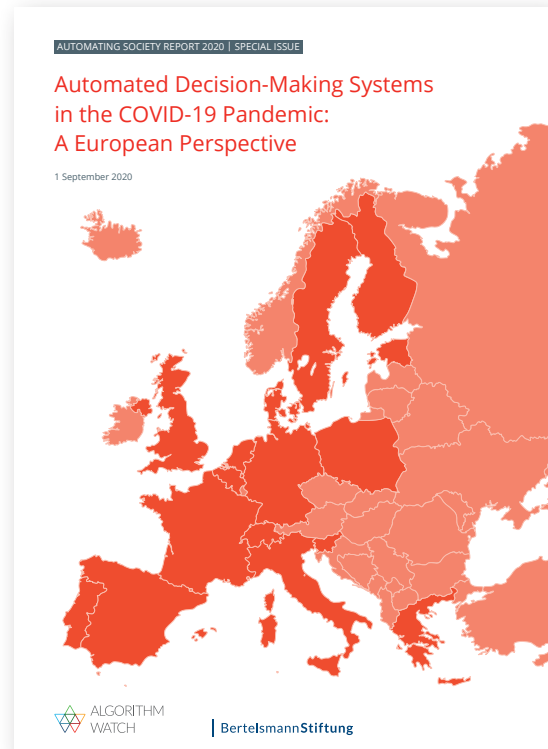 AUTOMATING SOCIETY REPORT 2020 | SPECIAL ISSUE
Automated Decision-Making Systems
in the COVID-19 Pandemic:
A European Perspective
1 September 2020
ALGORITHM
WATCH
BertelsmannStiftung